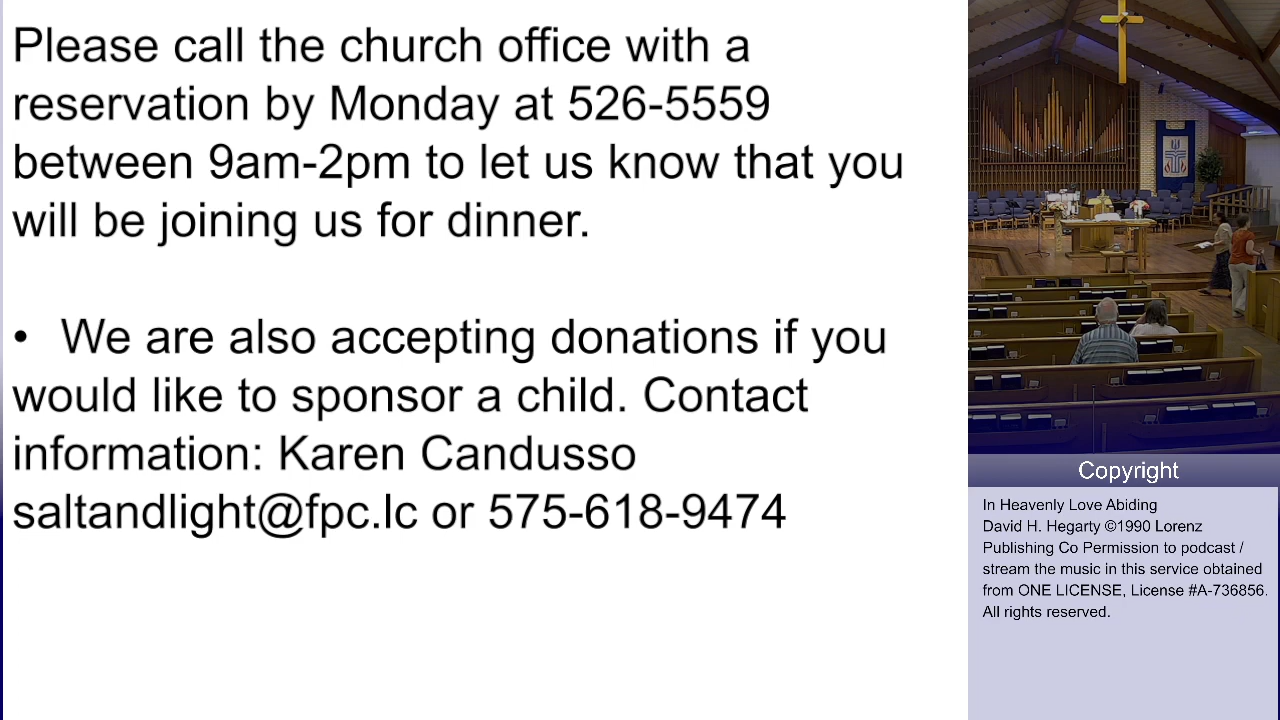 Please call the church office with a
reservation by Monday at 526-5559
between 9am-2pm to let us know that you
will be joining us for dinner.
• We are also accepting donations if you
would like to sponsor a child. Contact
information: Karen Candusso
saltandlight@fpc.lc or 575-618-9474
Copyright
In Heavenly Love Abiding
David H. Hegarty ©1990 Lorenz
Publishing Co Permission to podcast /
stream the music in this service obtained
from ONE LICENSE, License #A-736856.
All rights reserved.